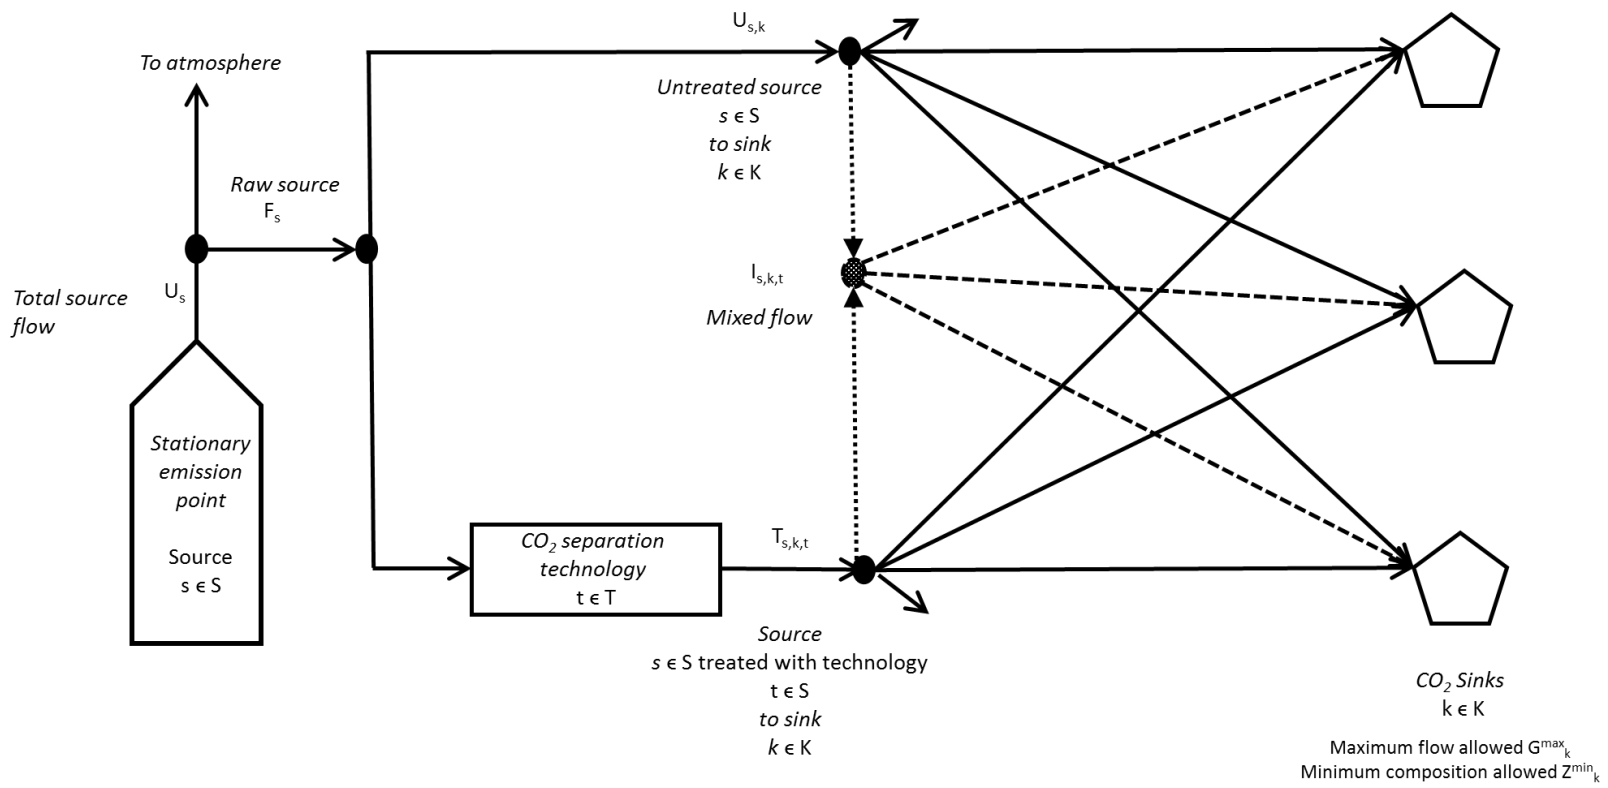 To atmosphere
Raw source
F_s
Total source
flow
U_s
Stationary
emission
point
Source
s ϵ S
U_s,k
Untreated source
s ϵ S
to sink
k ϵ K
I_s,k,t
Mixed flow
CO₂ separation
technology
t ϵ T
T_s,k,t
Source
s ϵ S treated with technology
t ϵ S
to sink
k ϵ K
CO₂ Sinks
k ϵ K
Maximum flow allowed G^max_k
Minimum composition allowed Z^min_k